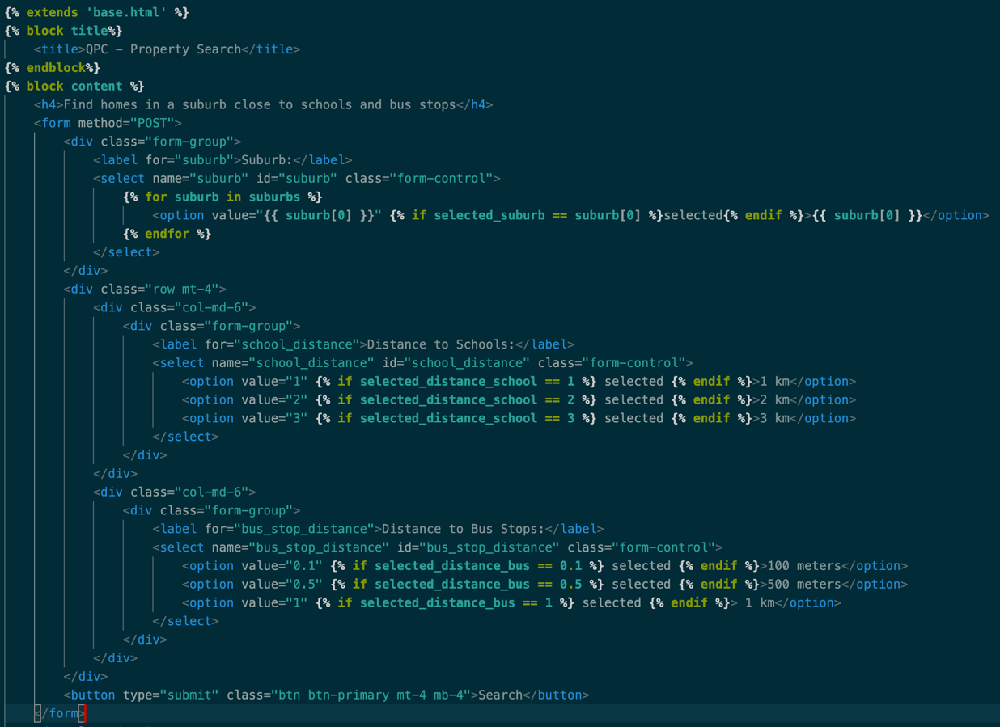 {% extends 'base.html' %}
{% block title%}
<title>QPC - Property Search</title>
{% endblock%}
{% block content %}
<h4>Find homes in a suburb close to schools and bus stops</h4>
<form method="POST">
<div class="form-group">
<label for="suburb">Suburb:</label>
<select name="suburb" id="suburb" class="form-control">
{% for suburb in suburbs %}
<option value="{{ suburb[0] }}" {% if selected_suburb == suburb[0] %}selected{% endif %}>{{ suburb[0] }}</option>
{% endfor %}
</select>
</div>
<div class="row mt-4">
<div class="col-md-6">
<div class="form-group">
<label for="school_distance">Distance to Schools:</label>
<select name="school_distance" id="school_distance" class="form-control">
<option value="1" {% if selected_distance_school == 1 %} selected {% endif %}>1 km</option>
<option value="2" {% if selected_distance_school == 2 %} selected {% endif %}>2 km</option>
<option value="3" {% if selected_distance_school == 3 %} selected {% endif %}>3 km</option>
</select>
</div>
</div>
<div class="col-md-6">
<div class="form-group">
<label for="bus_stop_distance">Distance to Bus Stops:</label>
<select name="bus_stop_distance" id="bus_stop_distance" class="form-control">
<option value="0.1" {% if selected_distance_bus == 0.1 %} selected {% endif %}>100 meters</option>
<option value="0.5" {% if selected_distance_bus == 0.5 %} selected {% endif %}>500 meters</option>
<option value="1" {% if selected_distance_bus == 1 %} selected {% endif %}> 1 km</option>
</select>
</div>
</div>
</div>
<button type="submit" class="btn btn-primary mt-4 mb-4">Search</button>
</form>